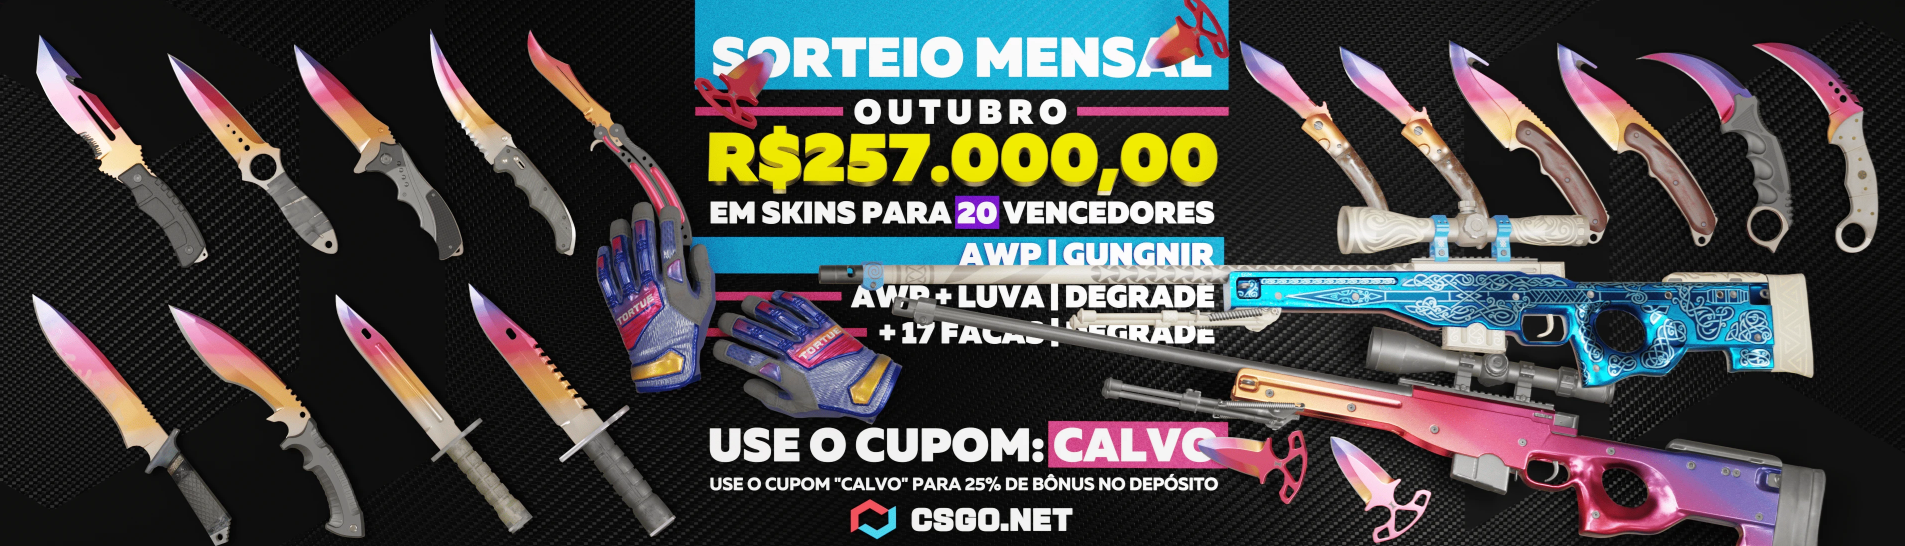 SORTEIO MENSAL
OUTUBRO
R$257.000,00
EM SKINS PARA 20 VENCEDORES
AWP | GUNGNIR
AWP + LUVA | DEGRADE
+ 17 FACAS | DEGRADE
TORTUE
TORTUE
USE O CUPOM: CALVO
USE O CUPOM "CALVO" PARA 25% DE BÔNUS NO DEPÓSITO
CSGO.NET